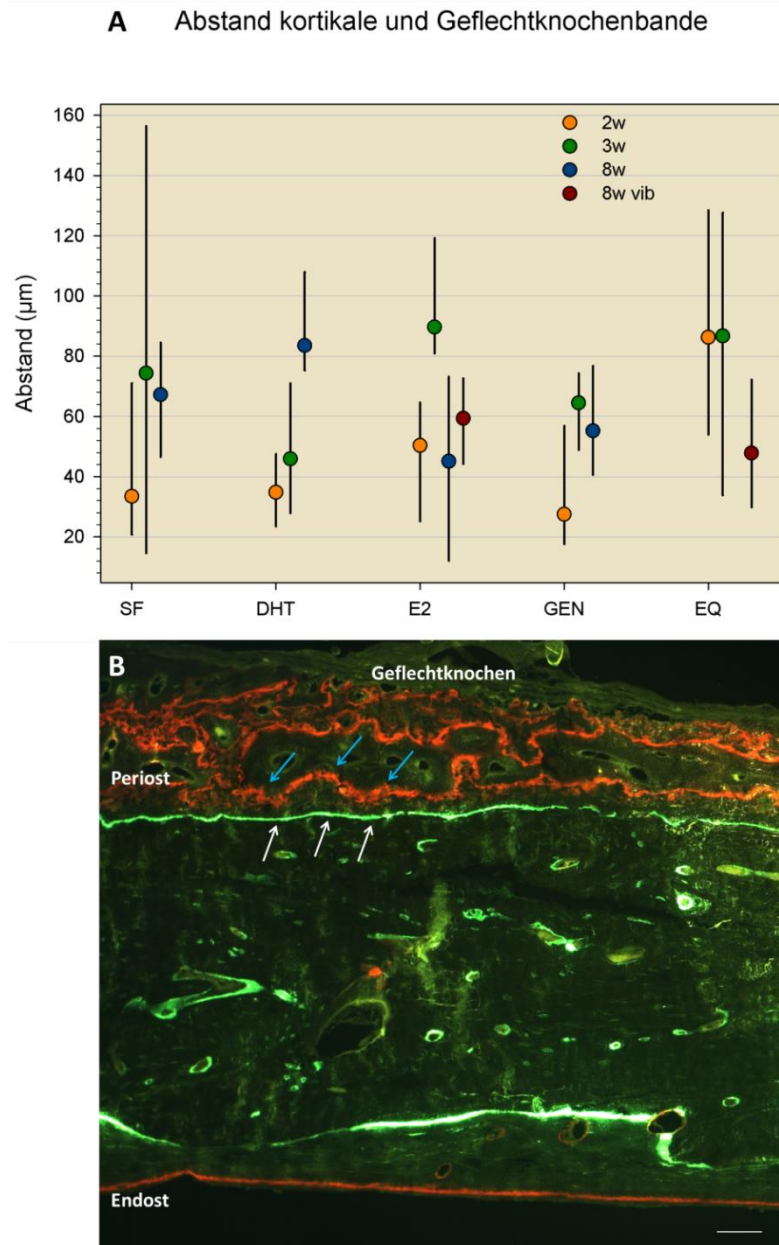 A Abstand kortikale und Geflechtknochenbande
Abstand (µm)
160
140
120
100
80
60
40
20
2w
3w
8w
8w vib
SF DHT E2 GEN EQ
B
Geflechtknochen
Periost
Endost